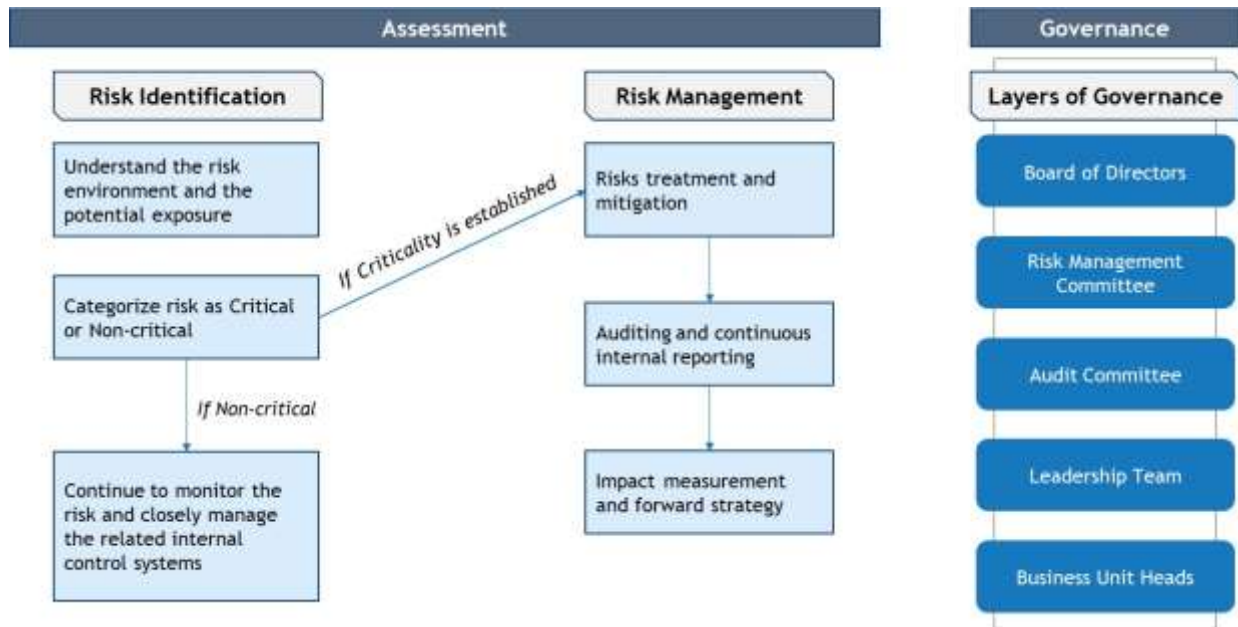 Assessment
Governance
Risk Identification
Risk Management
Layers of Governance
Understand the risk
environment and the
potential exposure
Categorize risk as Critical
or Non-critical
If Non-critical
Continue to monitor the
risk and closely manage
the related internal
control systems
If Criticality is established
Risks treatment and
mitigation
Auditing and continuous
internal reporting
Impact measurement
and forward strategy
Board of Directors
Risk Management
Committee
Audit Committee
Leadership Team
Business Unit Heads